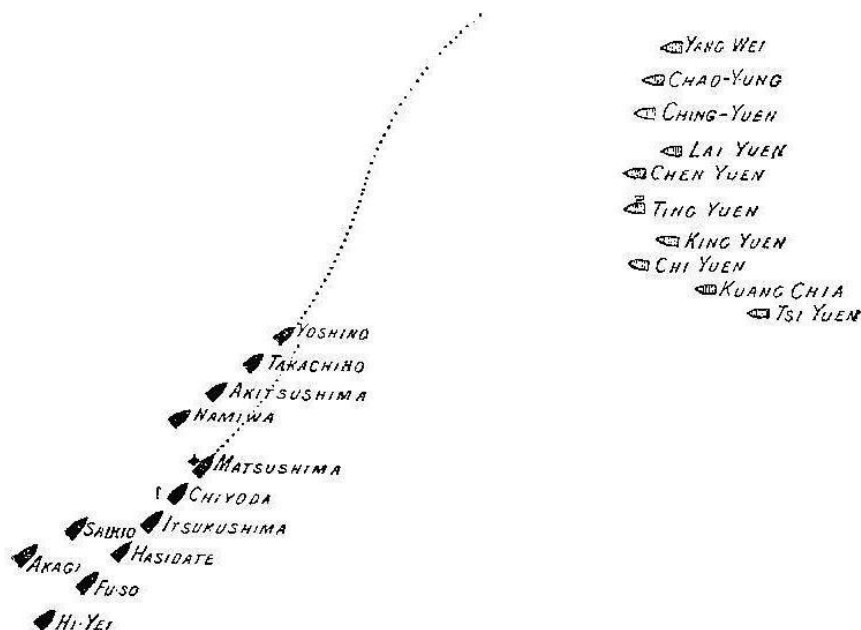 YANG WEI
CHAO-YUNG
CHING-YUEN
LAI YUEN
CHEN YUEN
TING YUEN
KING YUEN
CHI YUEN
KUANG CHIA
TSI YUEN
YOSHINO
TAKACHINO
AKITSUSHIMA
NAMIWA
MATSUSHIMA
CHIYODA
ITSUKUSHIMA
SAIKIO
HASIDATE
AKAGI
FU-SO
HI-YEI